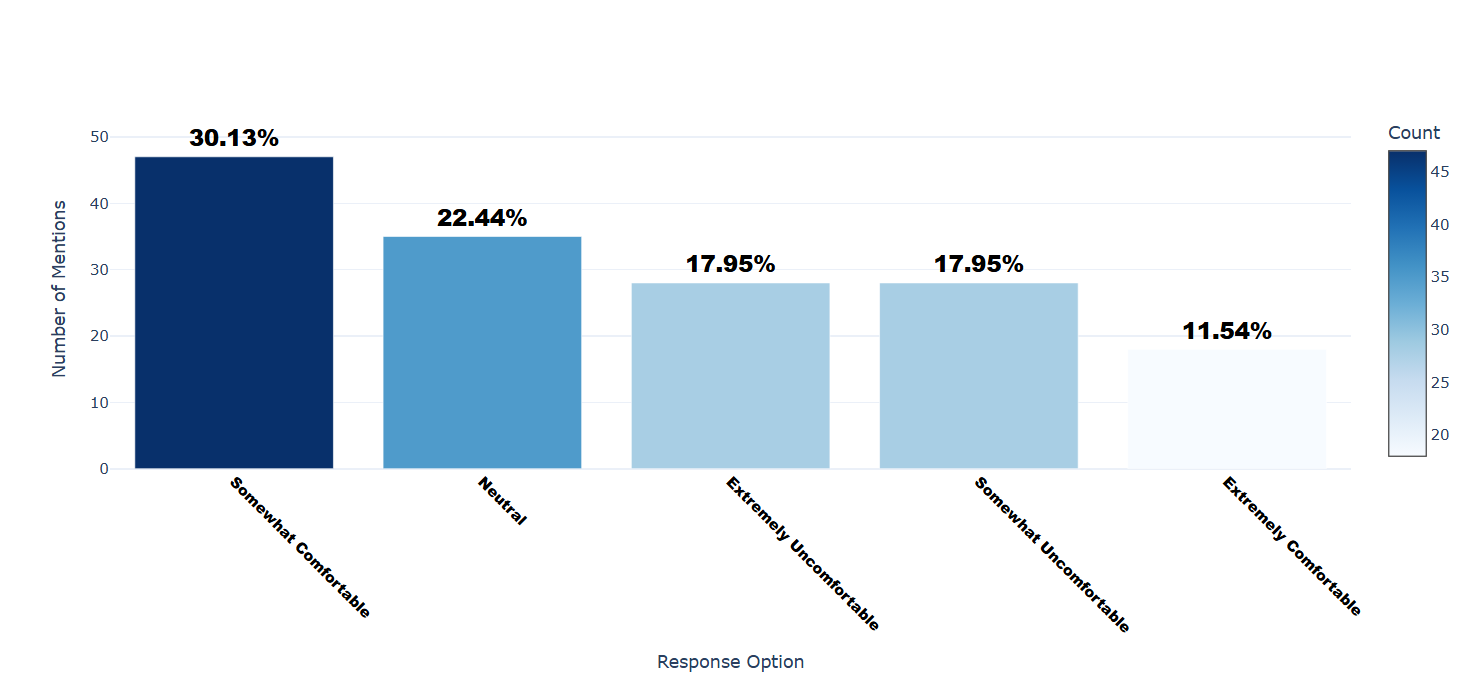 50
40
30
20
10
0
Number of Mentions
30.13%
22.44%
17.95%
17.95%
11.54%
Somewhat Comfortable
Neutral
Extremely Uncomfortable
Somewhat Uncomfortable
Extremely Comfortable
Response Option
Count
45
40
35
30
25
20